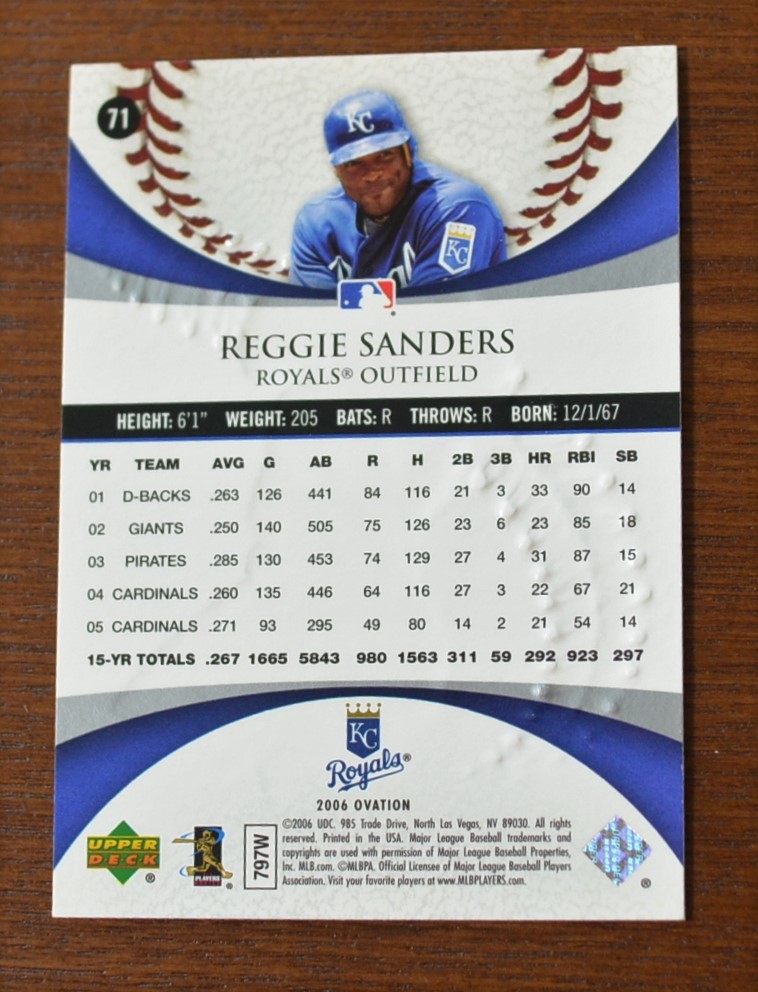 71
KC
KC
REGGIE SANDERS
ROYALS® OUTFIELD
HEIGHT: 6'1" WEIGHT: 205 BATS: R THROWS: R BORN: 12/1/67
YR TEAM AVG G AB R H 2B 3B HR RBI SB
01 D-BACKS .263 126 441 84 116 21 3 33 90 14
02 GIANTS .250 140 505 75 126 23 6 23 85 18
03 PIRATES .285 130 453 74 129 27 4 31 87 15
04 CARDINALS .260 135 446 64 116 27 3 22 67 21
05 CARDINALS .271 93 295 49 80 14 2 21 54 14
15-YR TOTALS .267 1665 5843 980 1563 311 59 292 923 297
KC
Royals®
2006 OVATION
©2006 UDC. 985 Trade Drive, North Las Vegas, NV 89030. All rights
reserved. Printed in the USA. Major League Baseball trademarks and
copyrights are used with permission of Major League Baseball Properties,
Inc. MLB.com. ©MLBPA. Official Licensee of Major League Baseball Players
Association. Visit your favorite players at www.MLBPLAYERS.com.
UPPER
DECK
®
PLAYERS
®
797W
®